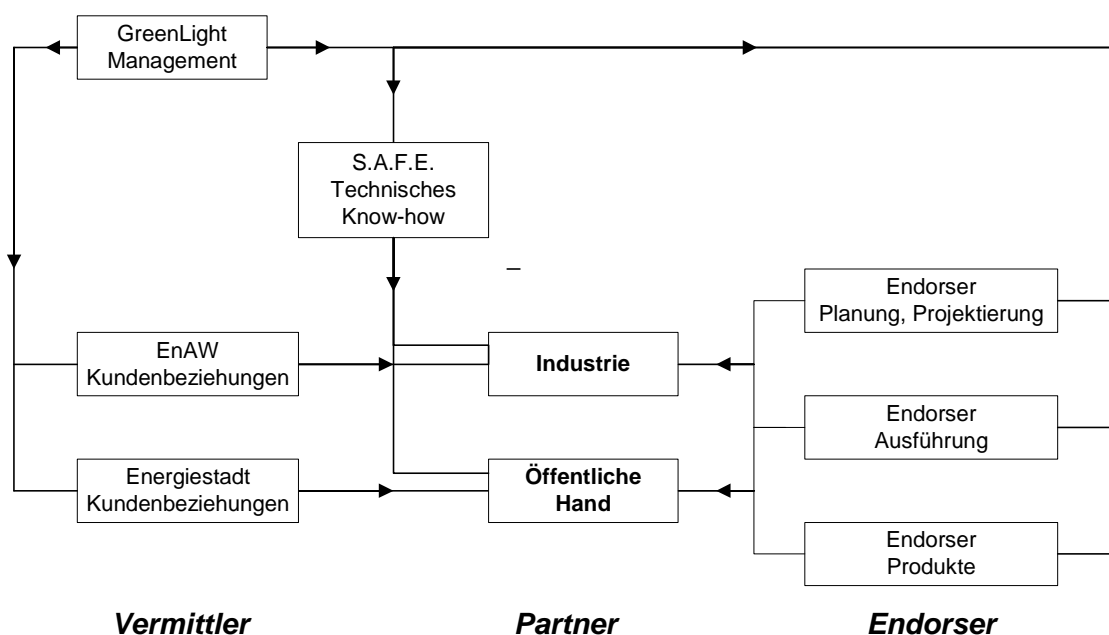 GreenLight
Management
S.A.F.E.
Technisches
Know-how
Endorser
Planung, Projektierung
EnAW
Kundenbeziehungen
Industrie
Endorser
Ausführung
Energiestadt
Kundenbeziehungen
Öffentliche
Hand
Endorser
Produkte
Vermittler
Partner
Endorser